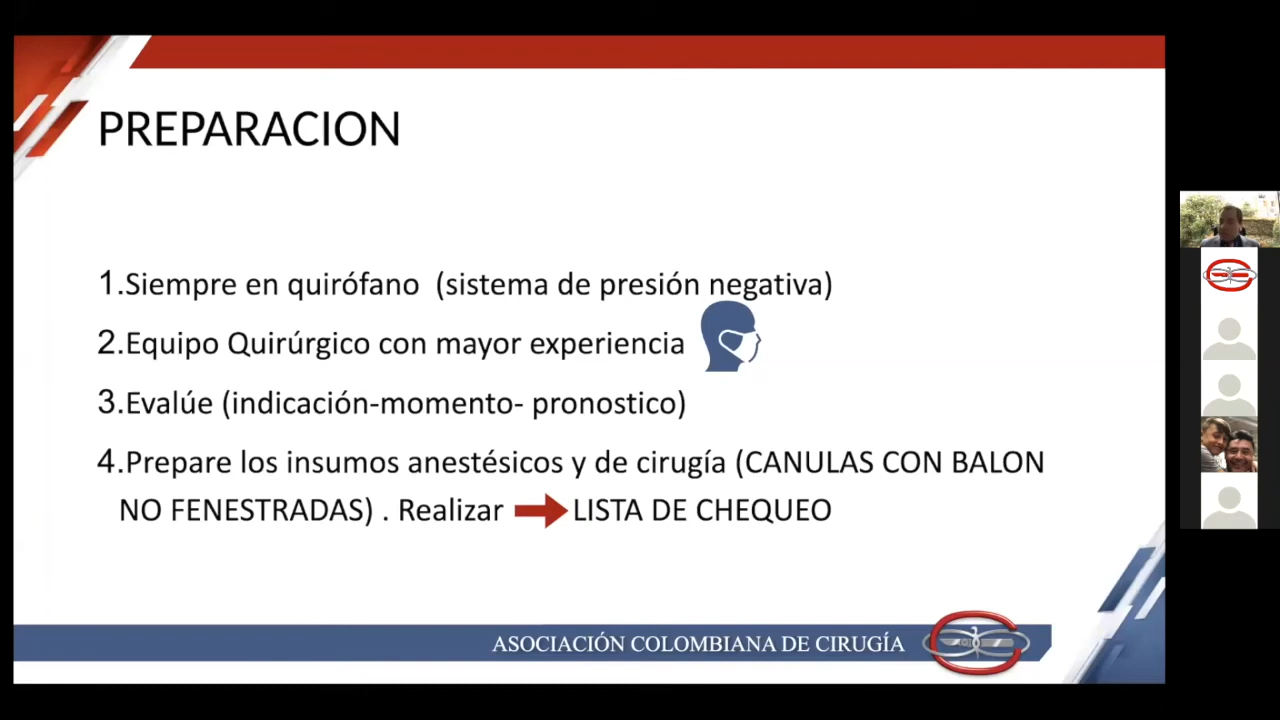 PREPARACION
1.Siempre en quirófano (sistema de presión negativa)
2.Equipo Quirúrgico con mayor experiencia
3.Evalúe (indicación-momento- pronostico)
4.Prepare los insumos anestésicos y de cirugía (CANULAS CON BALON
NO FENESTRADAS) . Realizar LISTA DE CHEQUEO
ASOCIACIÓN COLOMBIANA DE CIRUGÍA